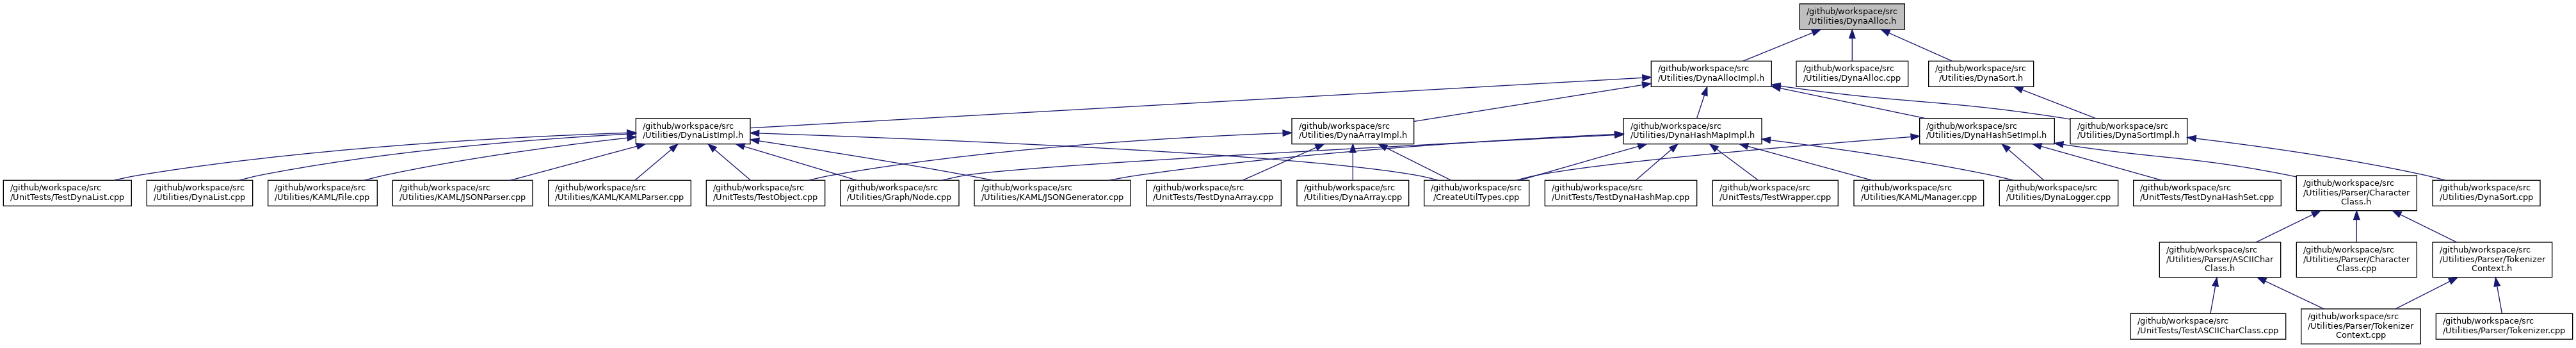 /github/workspace/src
/Utilities/DynaAlloc.h
/github/workspace/src
/Utilities/DynaAllocImpl.h
/github/workspace/src
/Utilities/DynaAlloc.cpp
/github/workspace/src
/Utilities/DynaSort.h
/github/workspace/src
/Utilities/DynaListImpl.h
/github/workspace/src
/Utilities/DynaArrayImpl.h
/github/workspace/src
/Utilities/DynaHashMapImpl.h
/github/workspace/src
/Utilities/DynaHashSetImpl.h
/github/workspace/src
/Utilities/DynaSortImpl.h
/github/workspace/src
/UnitTests/TestDynaList.cpp
/github/workspace/src
/Utilities/DynaList.cpp
/github/workspace/src
/Utilities/KAML/File.cpp
/github/workspace/src
/Utilities/KAML/JSONParser.cpp
/github/workspace/src
/Utilities/KAML/KAMLParser.cpp
/github/workspace/src
/UnitTests/TestObject.cpp
/github/workspace/src
/Utilities/Graph/Node.cpp
/github/workspace/src
/Utilities/KAML/JSONGenerator.cpp
/github/workspace/src
/UnitTests/TestDynaArray.cpp
/github/workspace/src
/Utilities/DynaArray.cpp
/github/workspace/src
/CreateUtilTypes.cpp
/github/workspace/src
/UnitTests/TestDynaHashMap.cpp
/github/workspace/src
/UnitTests/TestWrapper.cpp
/github/workspace/src
/Utilities/KAML/Manager.cpp
/github/workspace/src
/Utilities/DynaLogger.cpp
/github/workspace/src
/UnitTests/TestDynaHashSet.cpp
/github/workspace/src
/Utilities/Parser/Character
Class.h
/github/workspace/src
/Utilities/DynaSort.cpp
/github/workspace/src
/Utilities/Parser/ASCIIChar
Class.h
/github/workspace/src
/Utilities/Parser/Character
Class.cpp
/github/workspace/src
/Utilities/Parser/Tokenizer
Context.h
/github/workspace/src
/UnitTests/TestASCIICharClass.cpp
/github/workspace/src
/Utilities/Parser/Tokenizer
Context.cpp
/github/workspace/src
/Utilities/Parser/Tokenizer.cpp